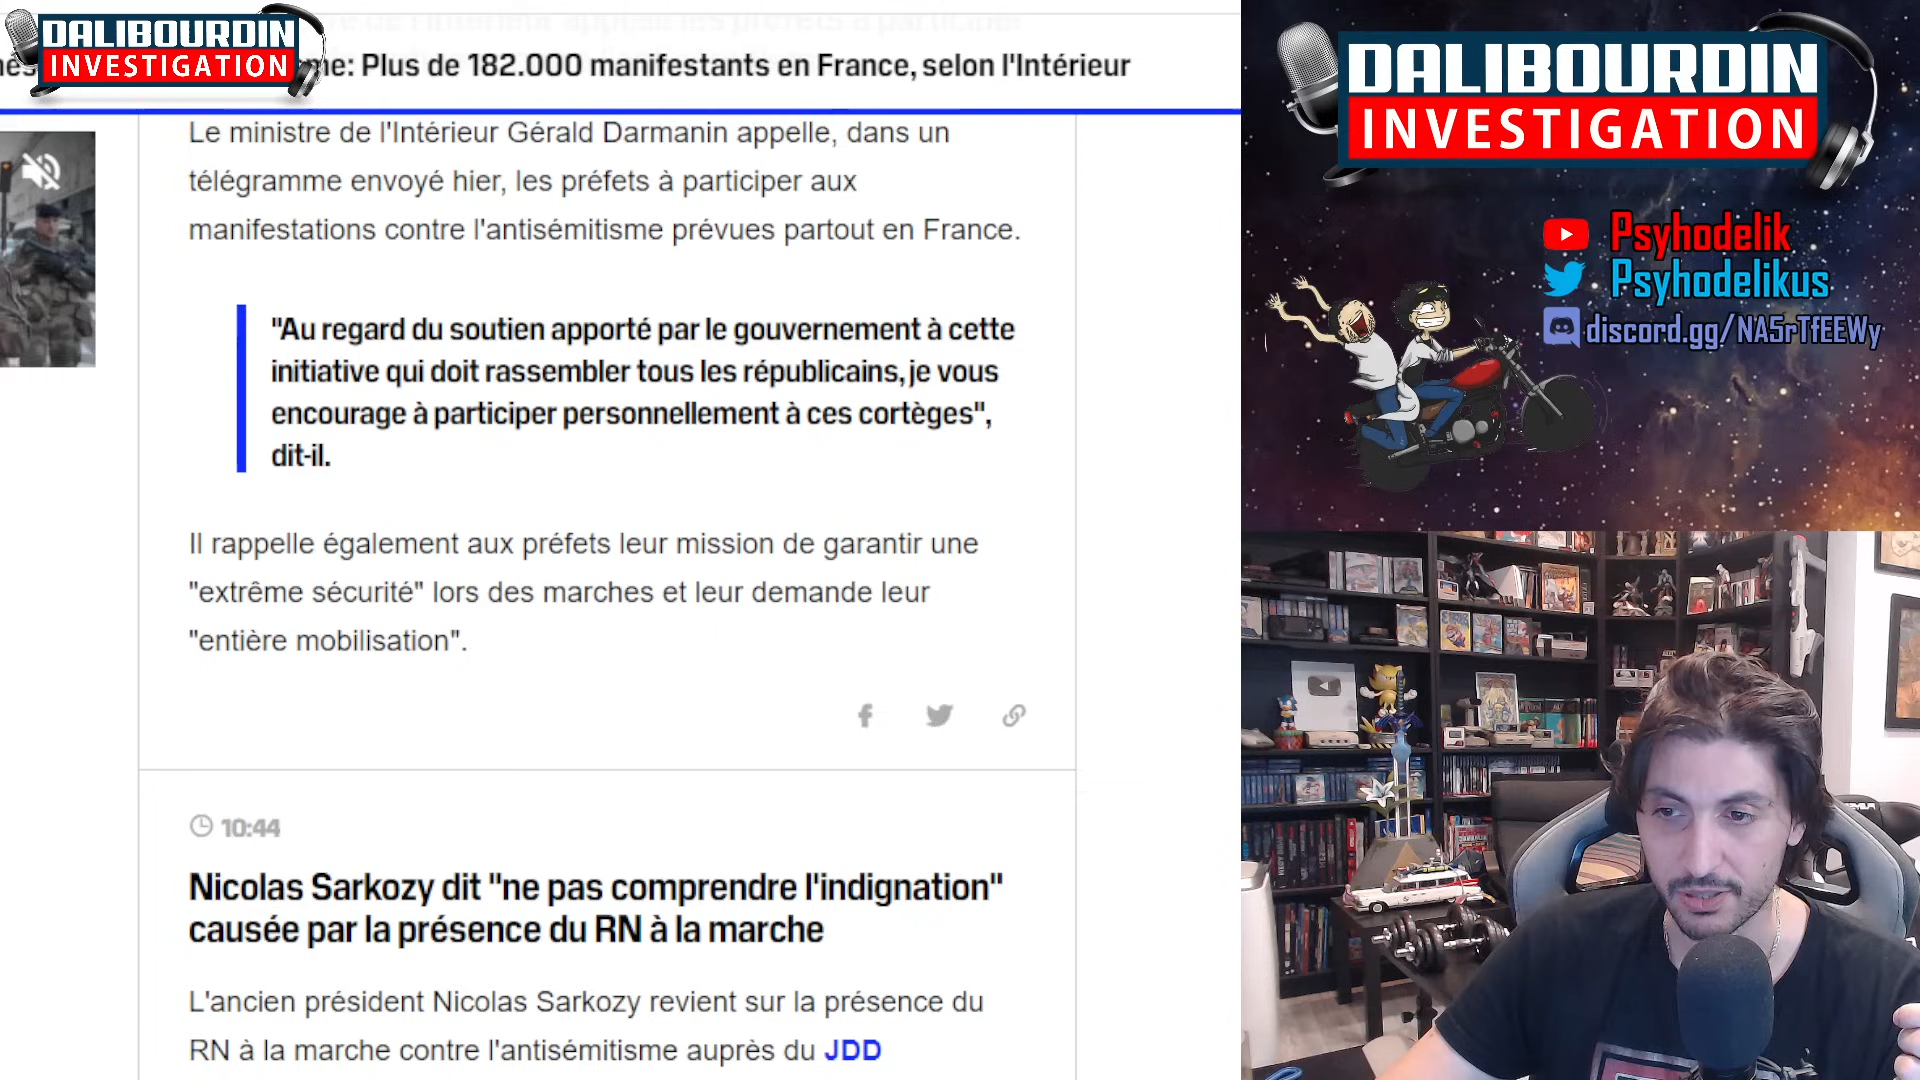 DALIBOURDIN
INVESTIGATION
me: Plus de 182.000 manifestants en France, selon l'Intérieur
Le ministre de l'Intérieur Gérald Darmanin appelle, dans un
télégramme envoyé hier, les préfets à participer aux
manifestations contre l'antisémitisme prévues partout en France.
"Au regard du soutien apporté par le gouvernement à cette
initiative qui doit rassembler tous les républicains, je vous
encourage à participer personnellement à ces cortèges",
dit-il.
Il rappelle également aux préfets leur mission de garantir une
"extrême sécurité" lors des marches et leur demande leur
"entière mobilisation".
10:44
Nicolas Sarkozy dit "ne pas comprendre l'indignation"
causée par la présence du RN à la marche
L'ancien président Nicolas Sarkozy revient sur la présence du
RN à la marche contre l'antisémitisme auprès du JDD
DALIBOURDIN
INVESTIGATION
Psyhodelik
Psyhodelikus
discord.gg/NA5rTfEEWy